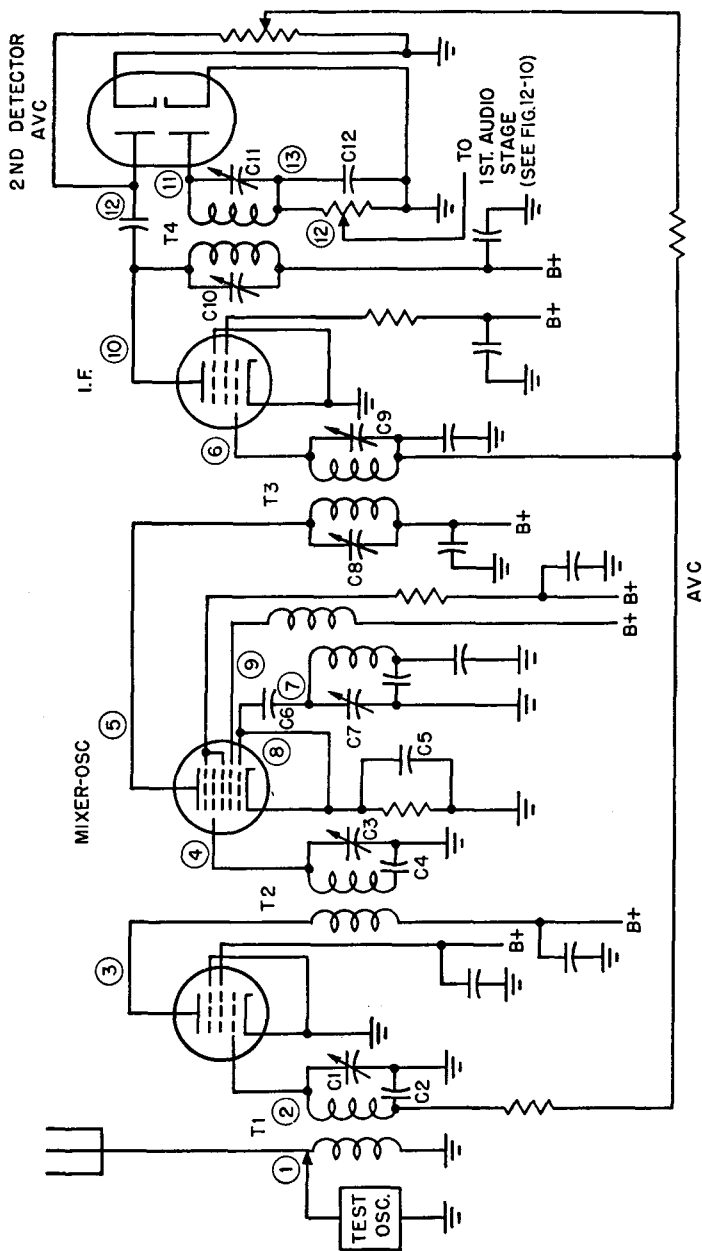 MIXER-OSC
I.F.
2ND DETECTOR
AVC
1
T1
TEST
OSC.
2
C1
C2
3
B+
B+
T2
4
C3
C4
5
8
C5
9
C6
7
C7
B+
B+
T3
C8
B+
6
C9
10
B+
12
T4
C10
B+
11
C11
13
C12
12
TO
1ST. AUDIO
STAGE
(SEE FIG.12-10)
AVC